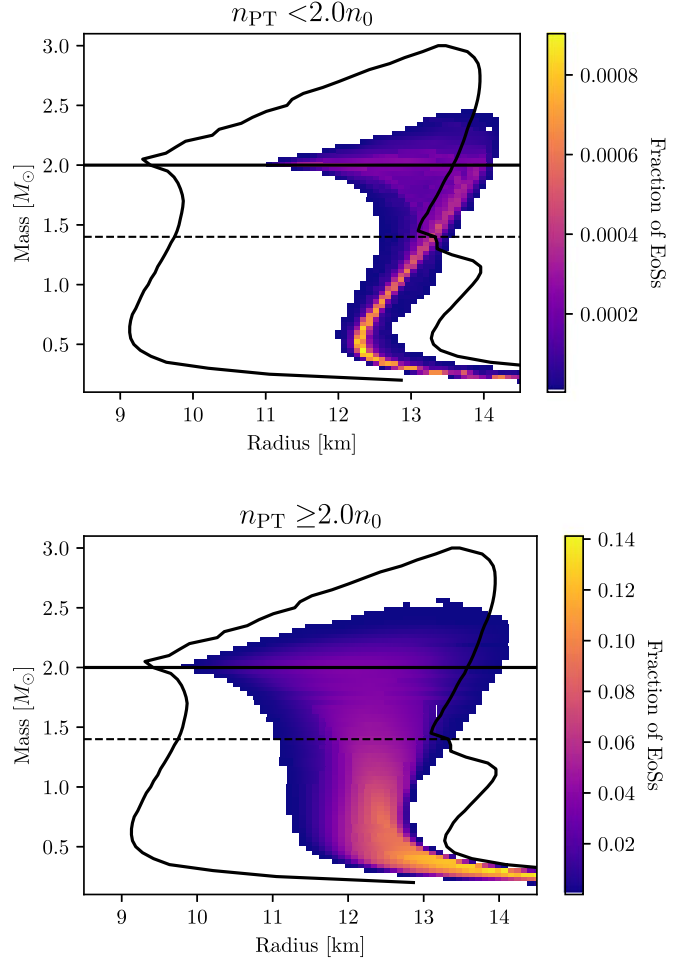 n_PT <2.0n_0
3.0
2.5
2.0
1.5
1.0
0.5
Mass [M_⊙]
9 10 11 12 13 14
Radius [km]
0.0008
0.0006
0.0004
0.0002
Fraction of EoSs
n_PT ≥2.0n_0
3.0
2.5
2.0
1.5
1.0
0.5
Mass [M_⊙]
9 10 11 12 13 14
Radius [km]
0.14
0.12
0.10
0.08
0.06
0.04
0.02
Fraction of EoSs